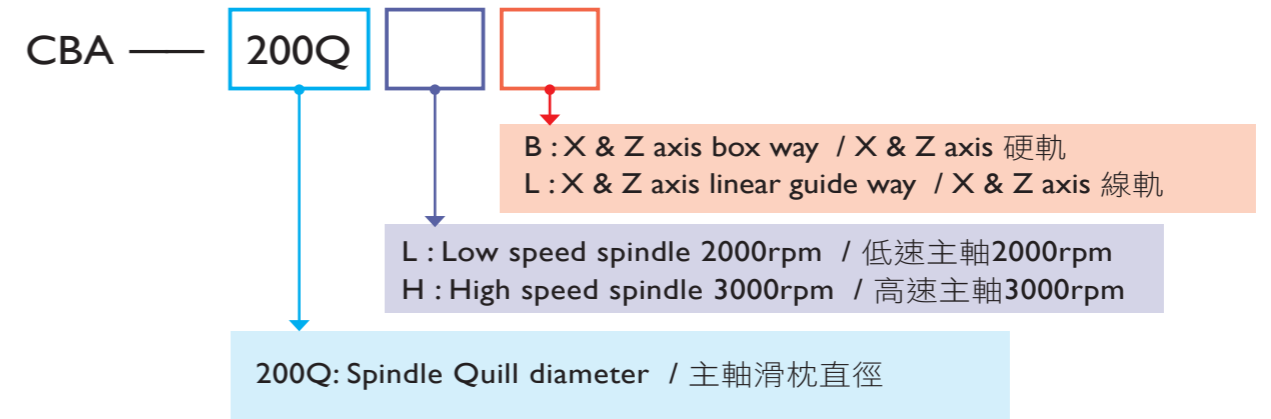 CBA — 200Q
B : X & Z axis box way / X & Z axis 硬軌
L : X & Z axis linear guide way / X & Z axis 線軌
L : Low speed spindle 2000rpm / 低速主軸2000rpm
H : High speed spindle 3000rpm / 高速主軸3000rpm
200Q: Spindle Quill diameter / 主軸滑枕直徑